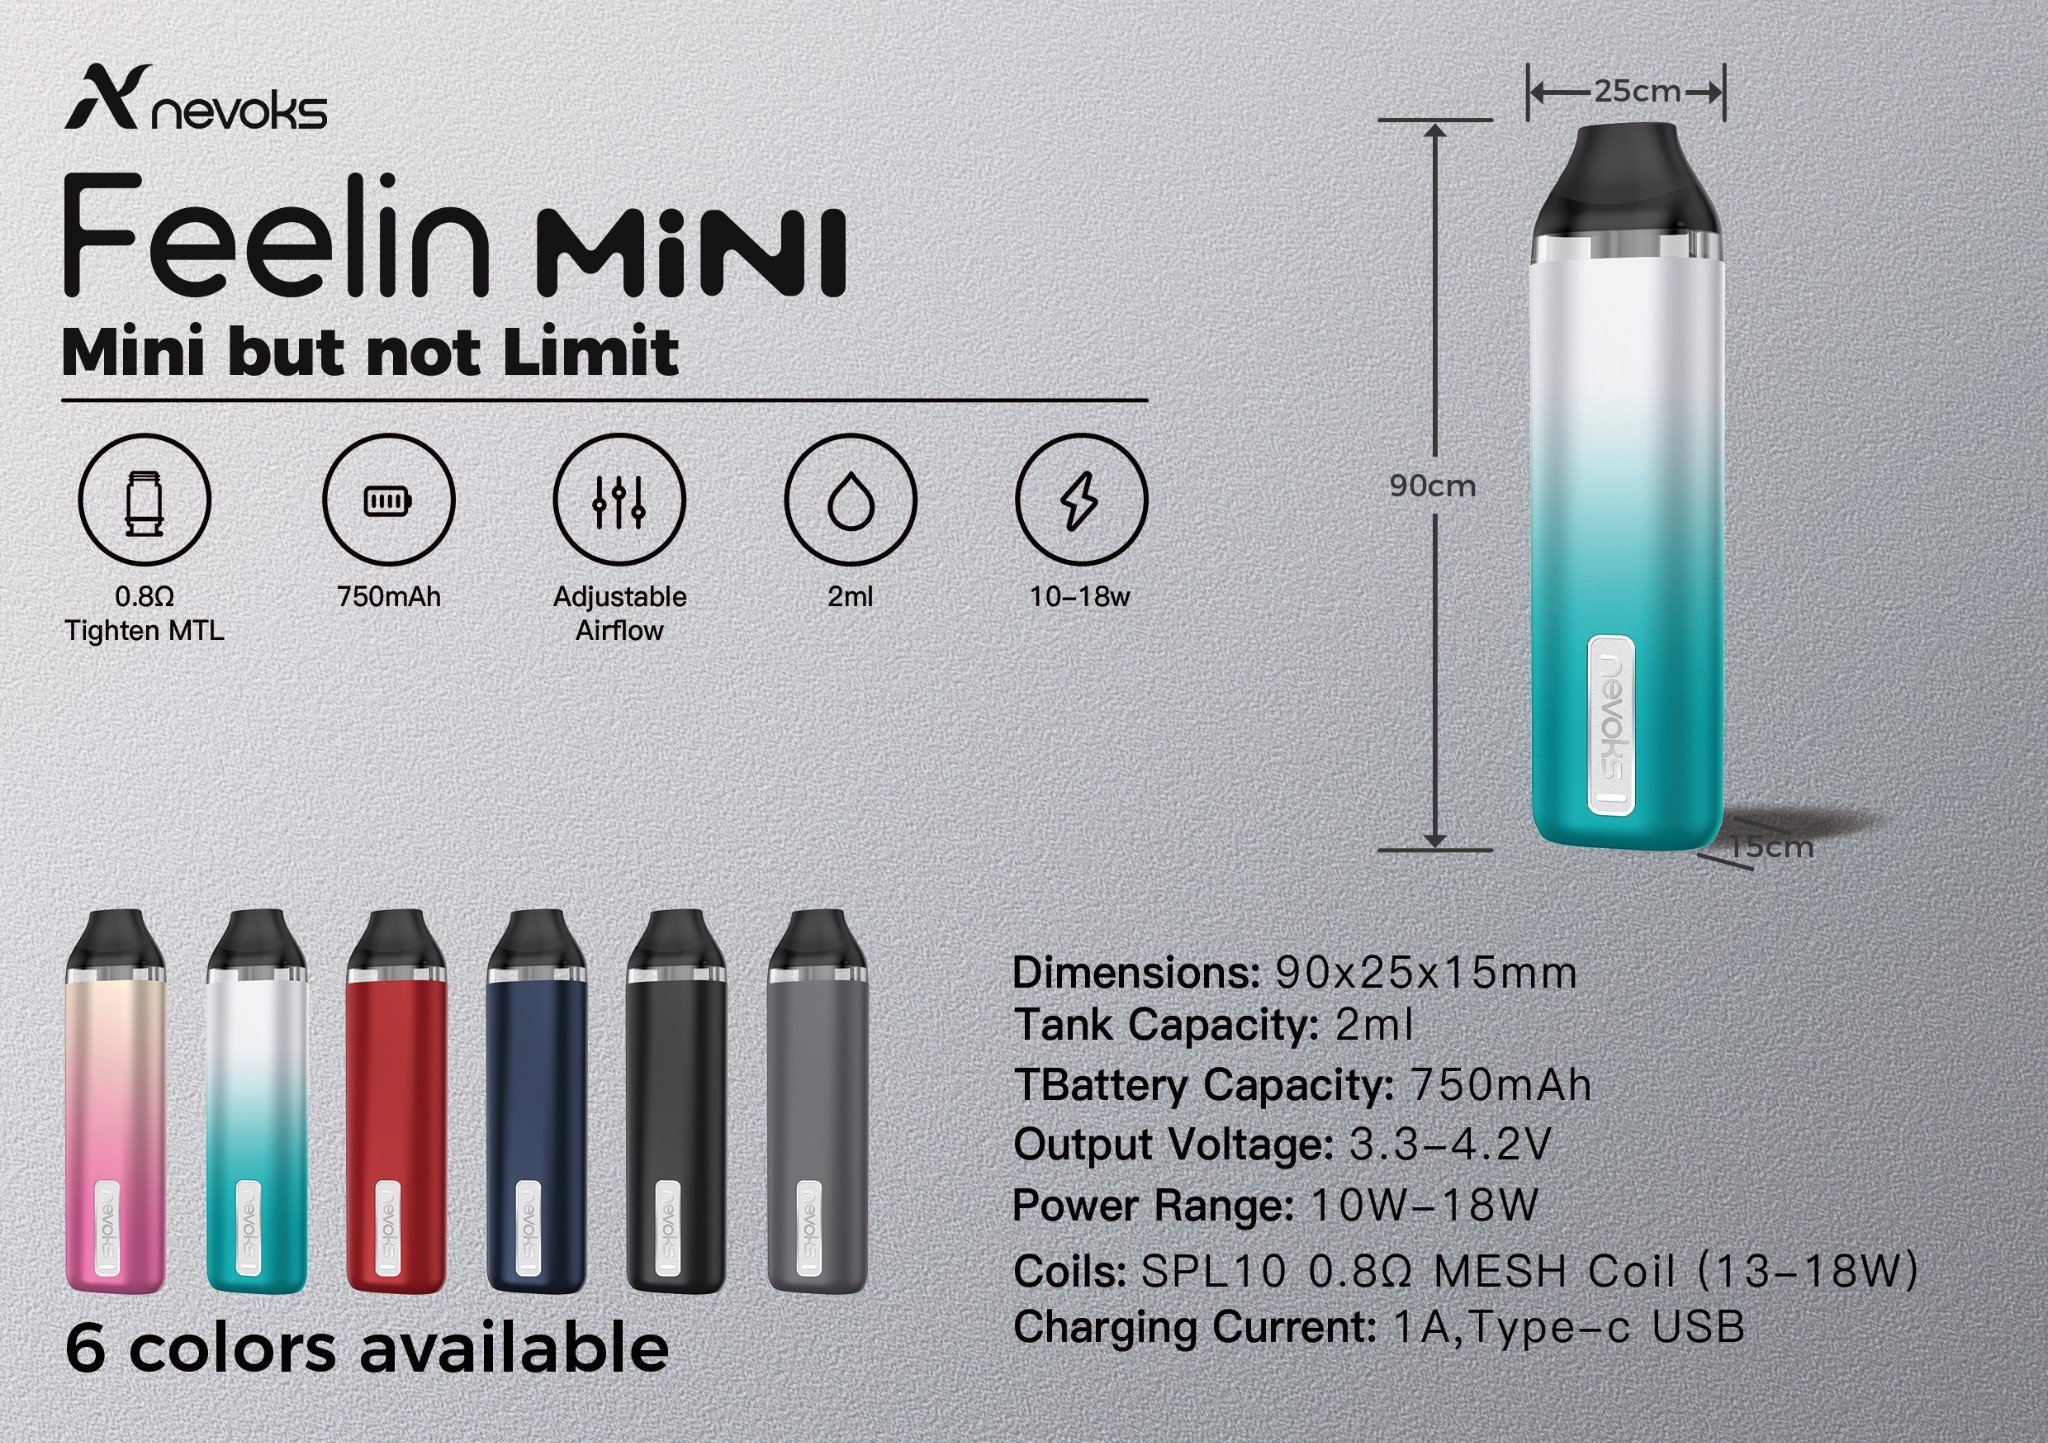 nevoks
Feelin MiNI
Mini but not Limit
0.8Ω
Tighten MTL
750mAh
Adjustable
Airflow
2ml
10-18w
25cm
90cm
nevoks
15cm
nevoks
nevoks
nevoks
nevoks
nevoks
nevoks
6 colors available
Dimensions: 90x25x15mm
Tank Capacity: 2ml
TBattery Capacity: 750mAh
Output Voltage: 3.3-4.2V
Power Range: 10W-18W
Coils: SPL10 0.8Ω MESH Coil (13-18W)
Charging Current: 1A,Type-c USB